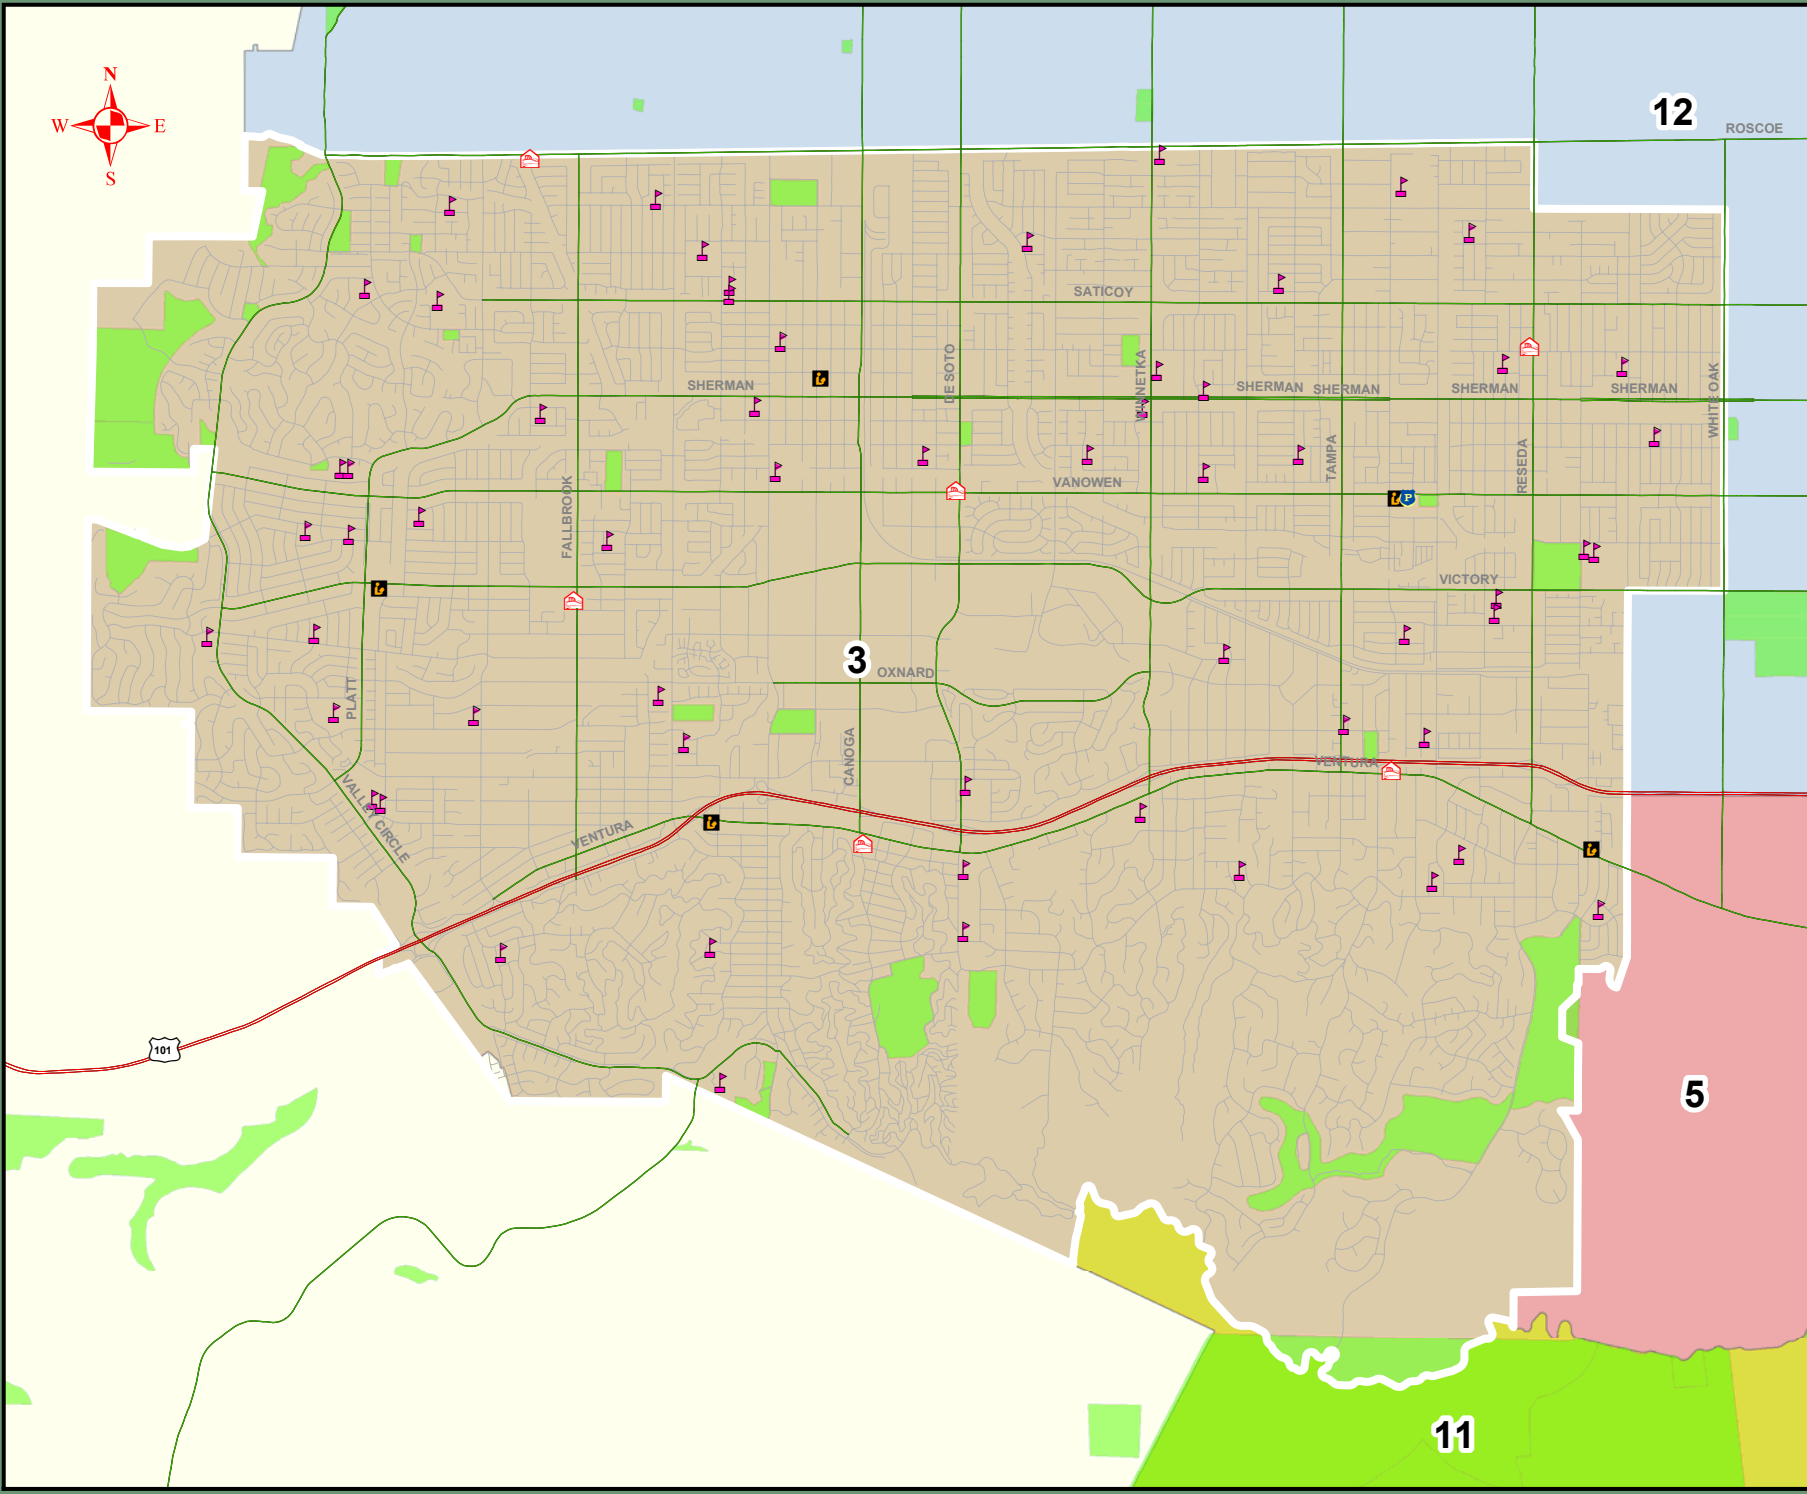 N
W E
S
12
ROSCOE
SATICOY
DE SOTO
WINNETKA
SHERMAN
SHERMAN
SHERMAN
SHERMAN
SHERMAN
WHITE OAK
TAMPA
RESEDA
FALLBROOK
VANOWEN
P
VICTORY
3
OXNARD
PLATT
CANOGA
VENTURA
VALLEY CIRCLE
VENTURA
101
5
11